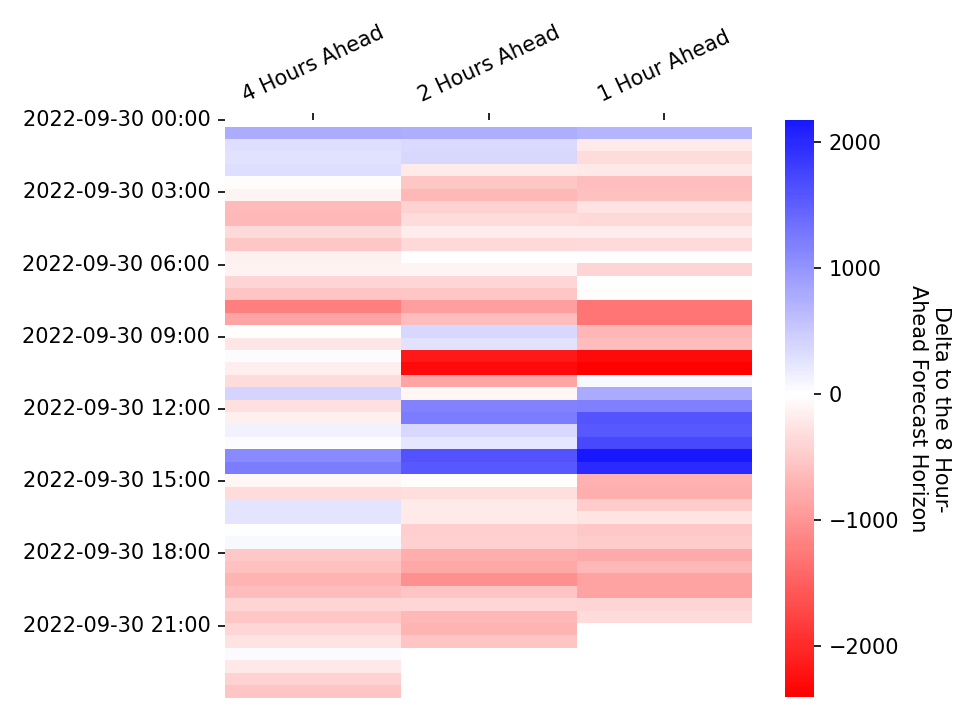 4 Hours Ahead
2 Hours Ahead
1 Hour Ahead
2022-09-30 00:00
2022-09-30 03:00
2022-09-30 06:00
2022-09-30 09:00
2022-09-30 12:00
2022-09-30 15:00
2022-09-30 18:00
2022-09-30 21:00
2000
1000
0
−1000
−2000
Delta to the 8 Hour-
Ahead Forecast Horizon